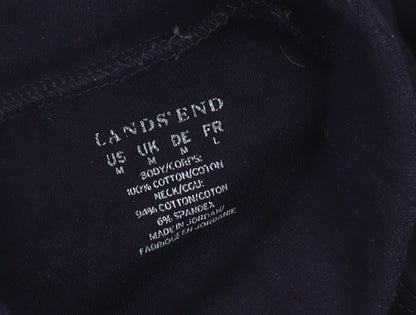 LANDS' END
US UK DE FR
M M M L
BODY/CORPS:
100% COTTON/COTON
NECK/COU:
94% COTTON/COTON
6% SPANDEX
MADE IN JORDAN/
FABRIQUÉ EN JORDANIE